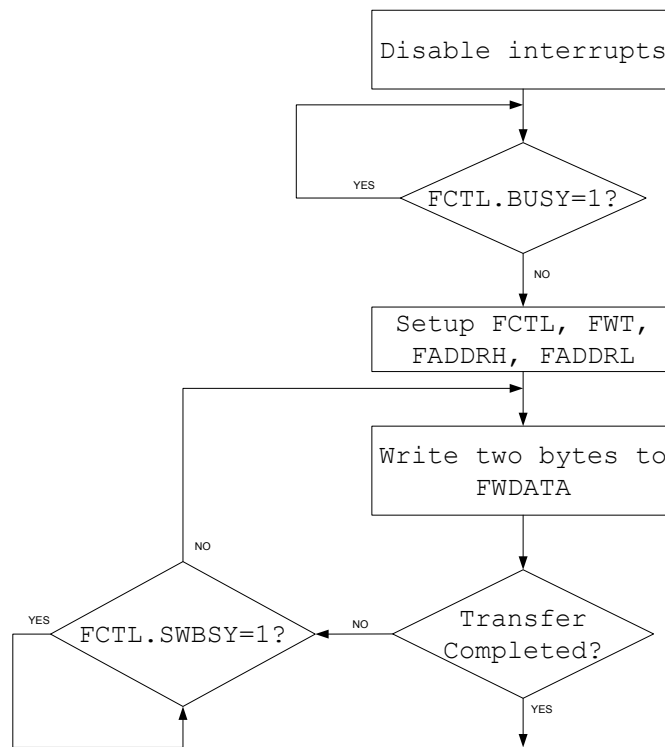 Disable interrupts
YES
FCTL.BUSY=1?
NO
Setup FCTL, FWT,
FADDRH, FADDRL
Write two bytes to
FWDATA
NO
YES
FCTL.SWBSY=1?
NO
Transfer
Completed?
YES